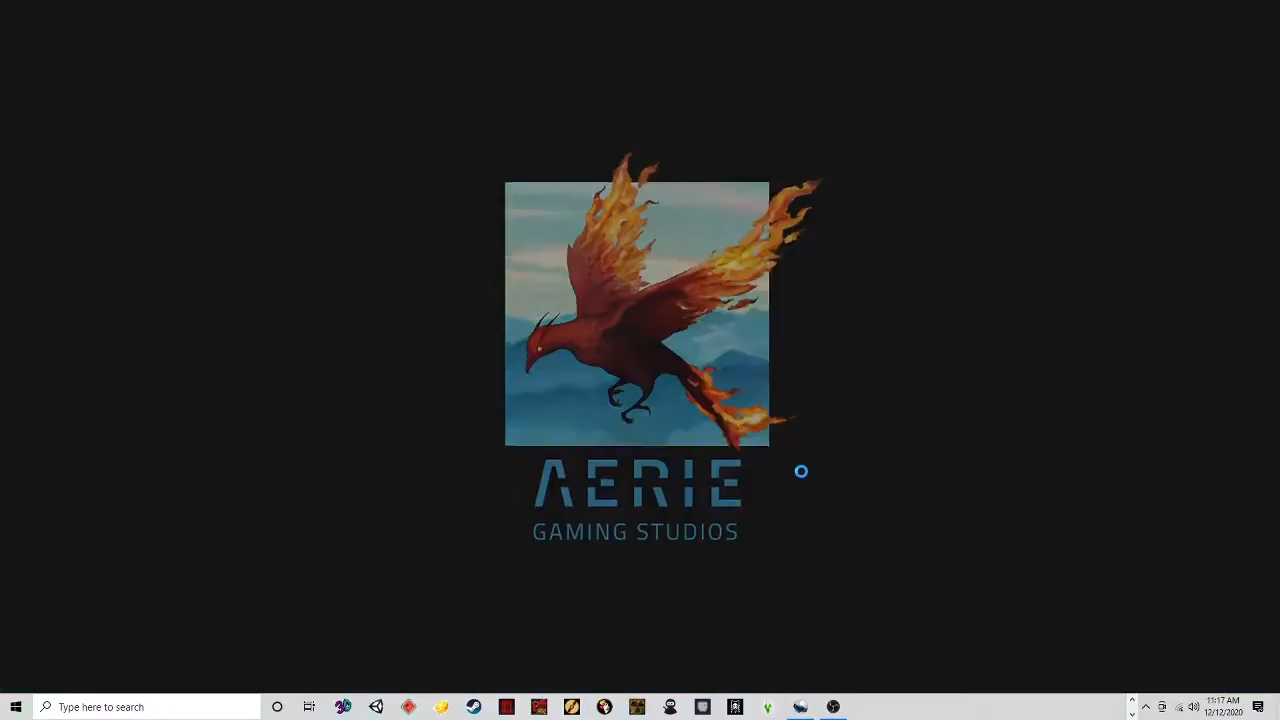 AERIE
GAMING STUDIOS
Type here to search
11:17 AM
12/12/2020